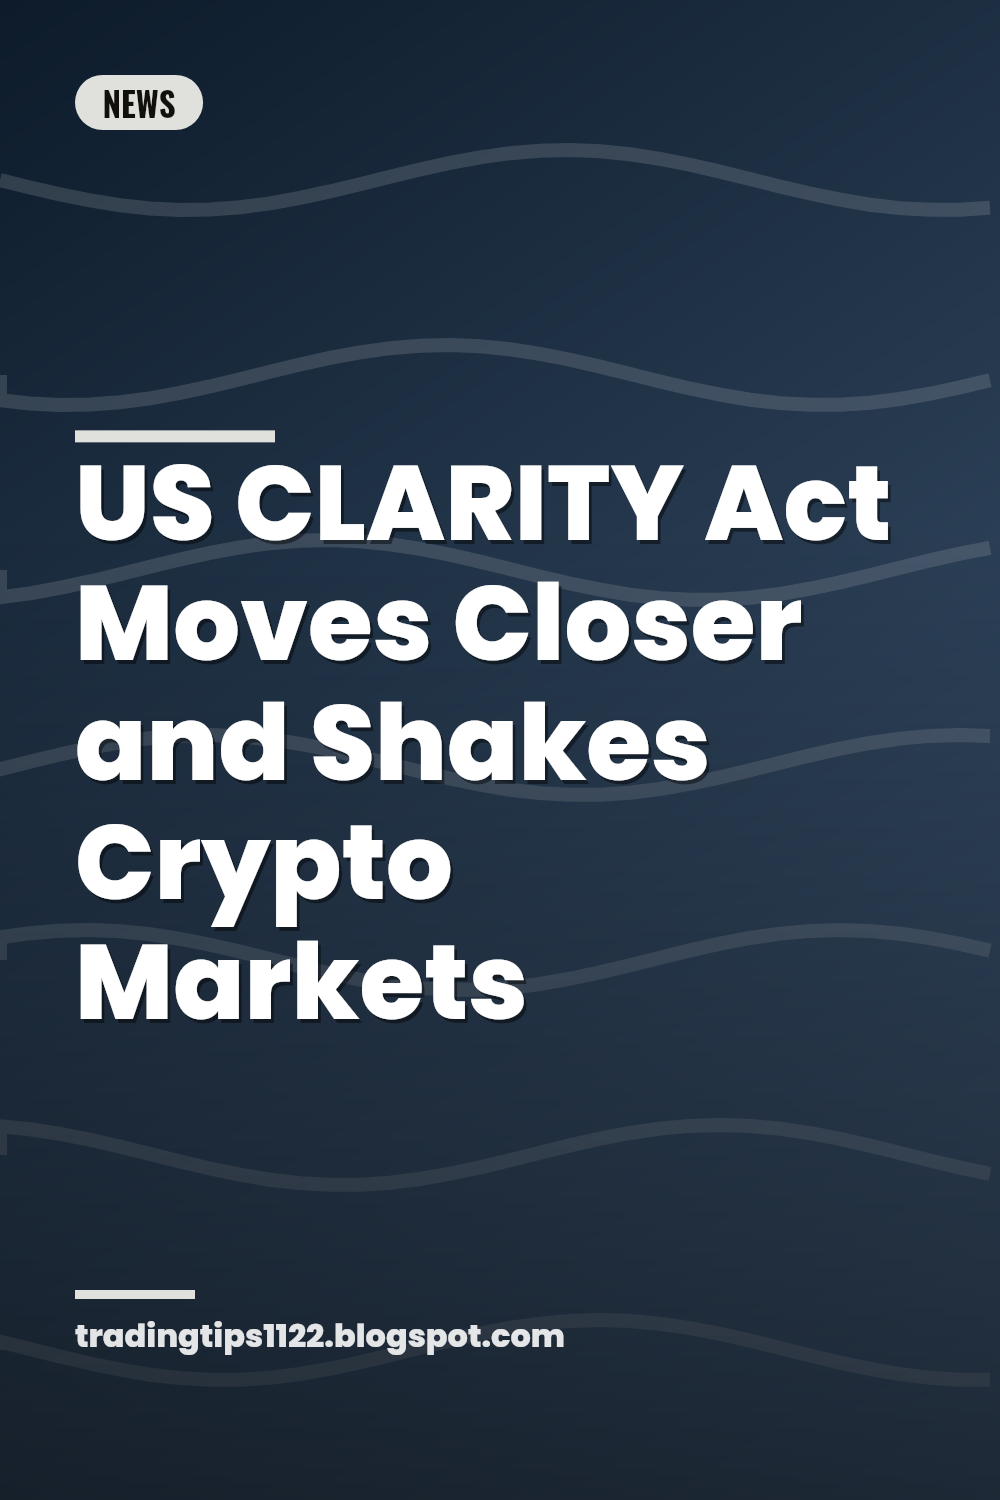 NEWS
US CLARITY Act
Moves Closer
and Shakes
Crypto
Markets
tradingtips1122.blogspot.com